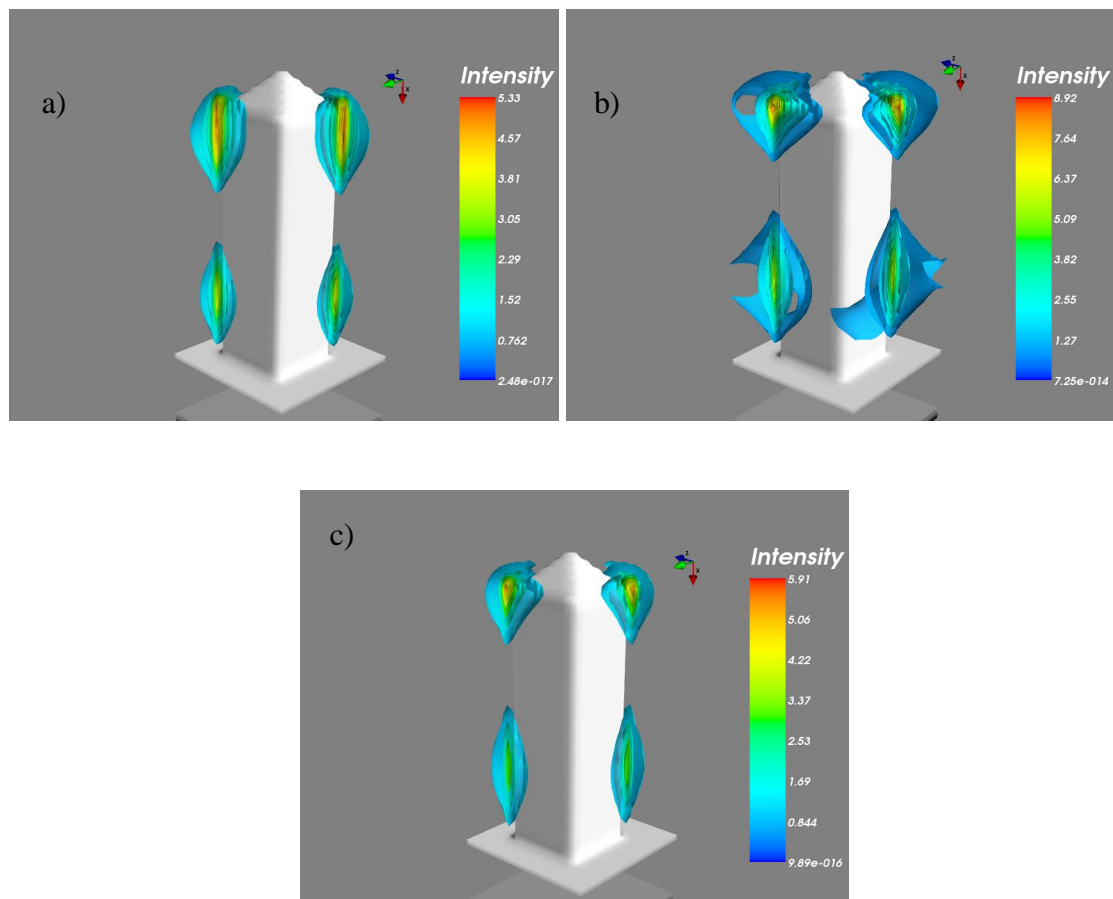 a)
z
x
Intensity
5.33
4.57
3.81
3.05
2.29
1.52
0.762
2.48e-017
b)
z
x
Intensity
8.92
7.64
6.37
5.09
3.82
2.55
1.27
7.25e-014
c)
z
x
Intensity
5.91
5.06
4.22
3.37
2.53
1.69
0.844
9.89e-016